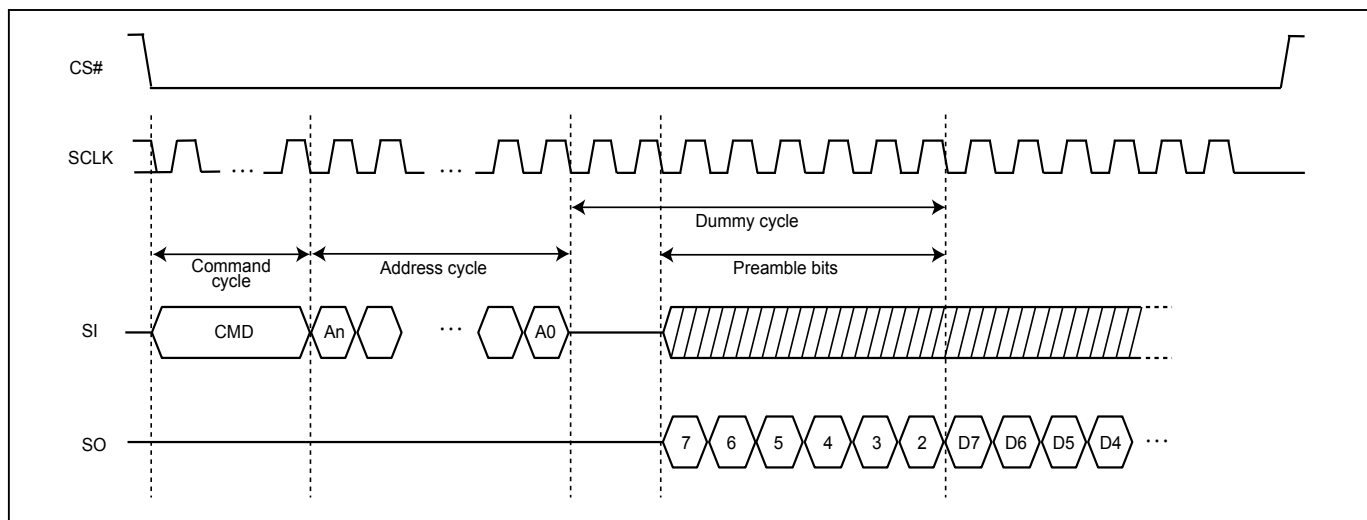 CS#
SCLK
... ...
Dummy cycle
Command
cycle
Address cycle
Preamble bits
SI
CMD
An
...
A0
SO
7 6 5 4 3 2 D7 D6 D5 D4 ...